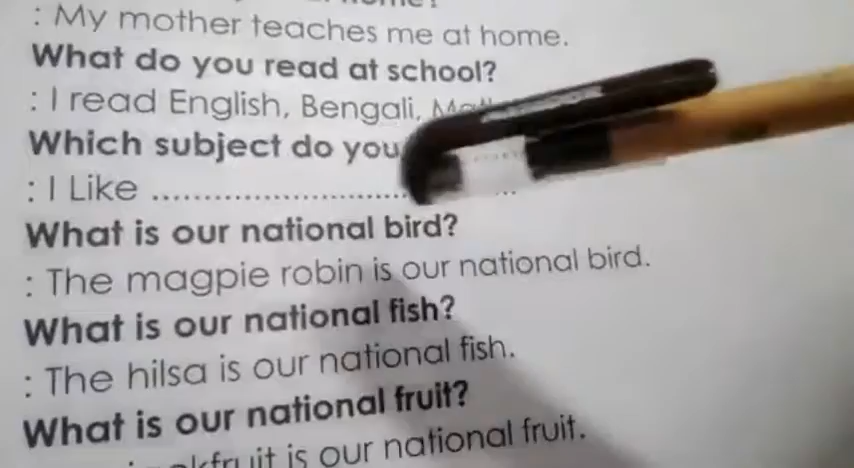 : My mother teaches me at home.
What do you read at school?
: I read English, Bengali,
Which subject do you
: I Like ..............................
What is our national bird?
: The magpie robin is our national bird.
What is our national fish?
: The hilsa is our national fish.
What is our national fruit?
is our national fruit.